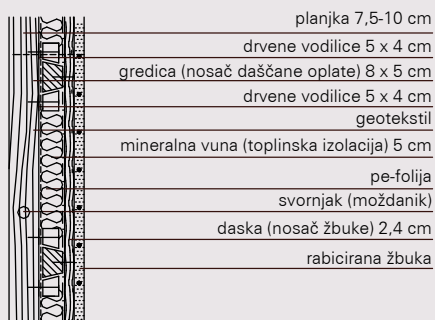 planjka 7,5-10 cm
drvene vodilice 5 x 4 cm
gredica (nosač daščane oplate) 8 x 5 cm
drvene vodilice 5 x 4 cm
geotekstil
mineralna vuna (toplinska izolacija) 5 cm
pe-folija
svornjak (moždanik)
daska (nosač žbuke) 2,4 cm
rabicirana žbuka